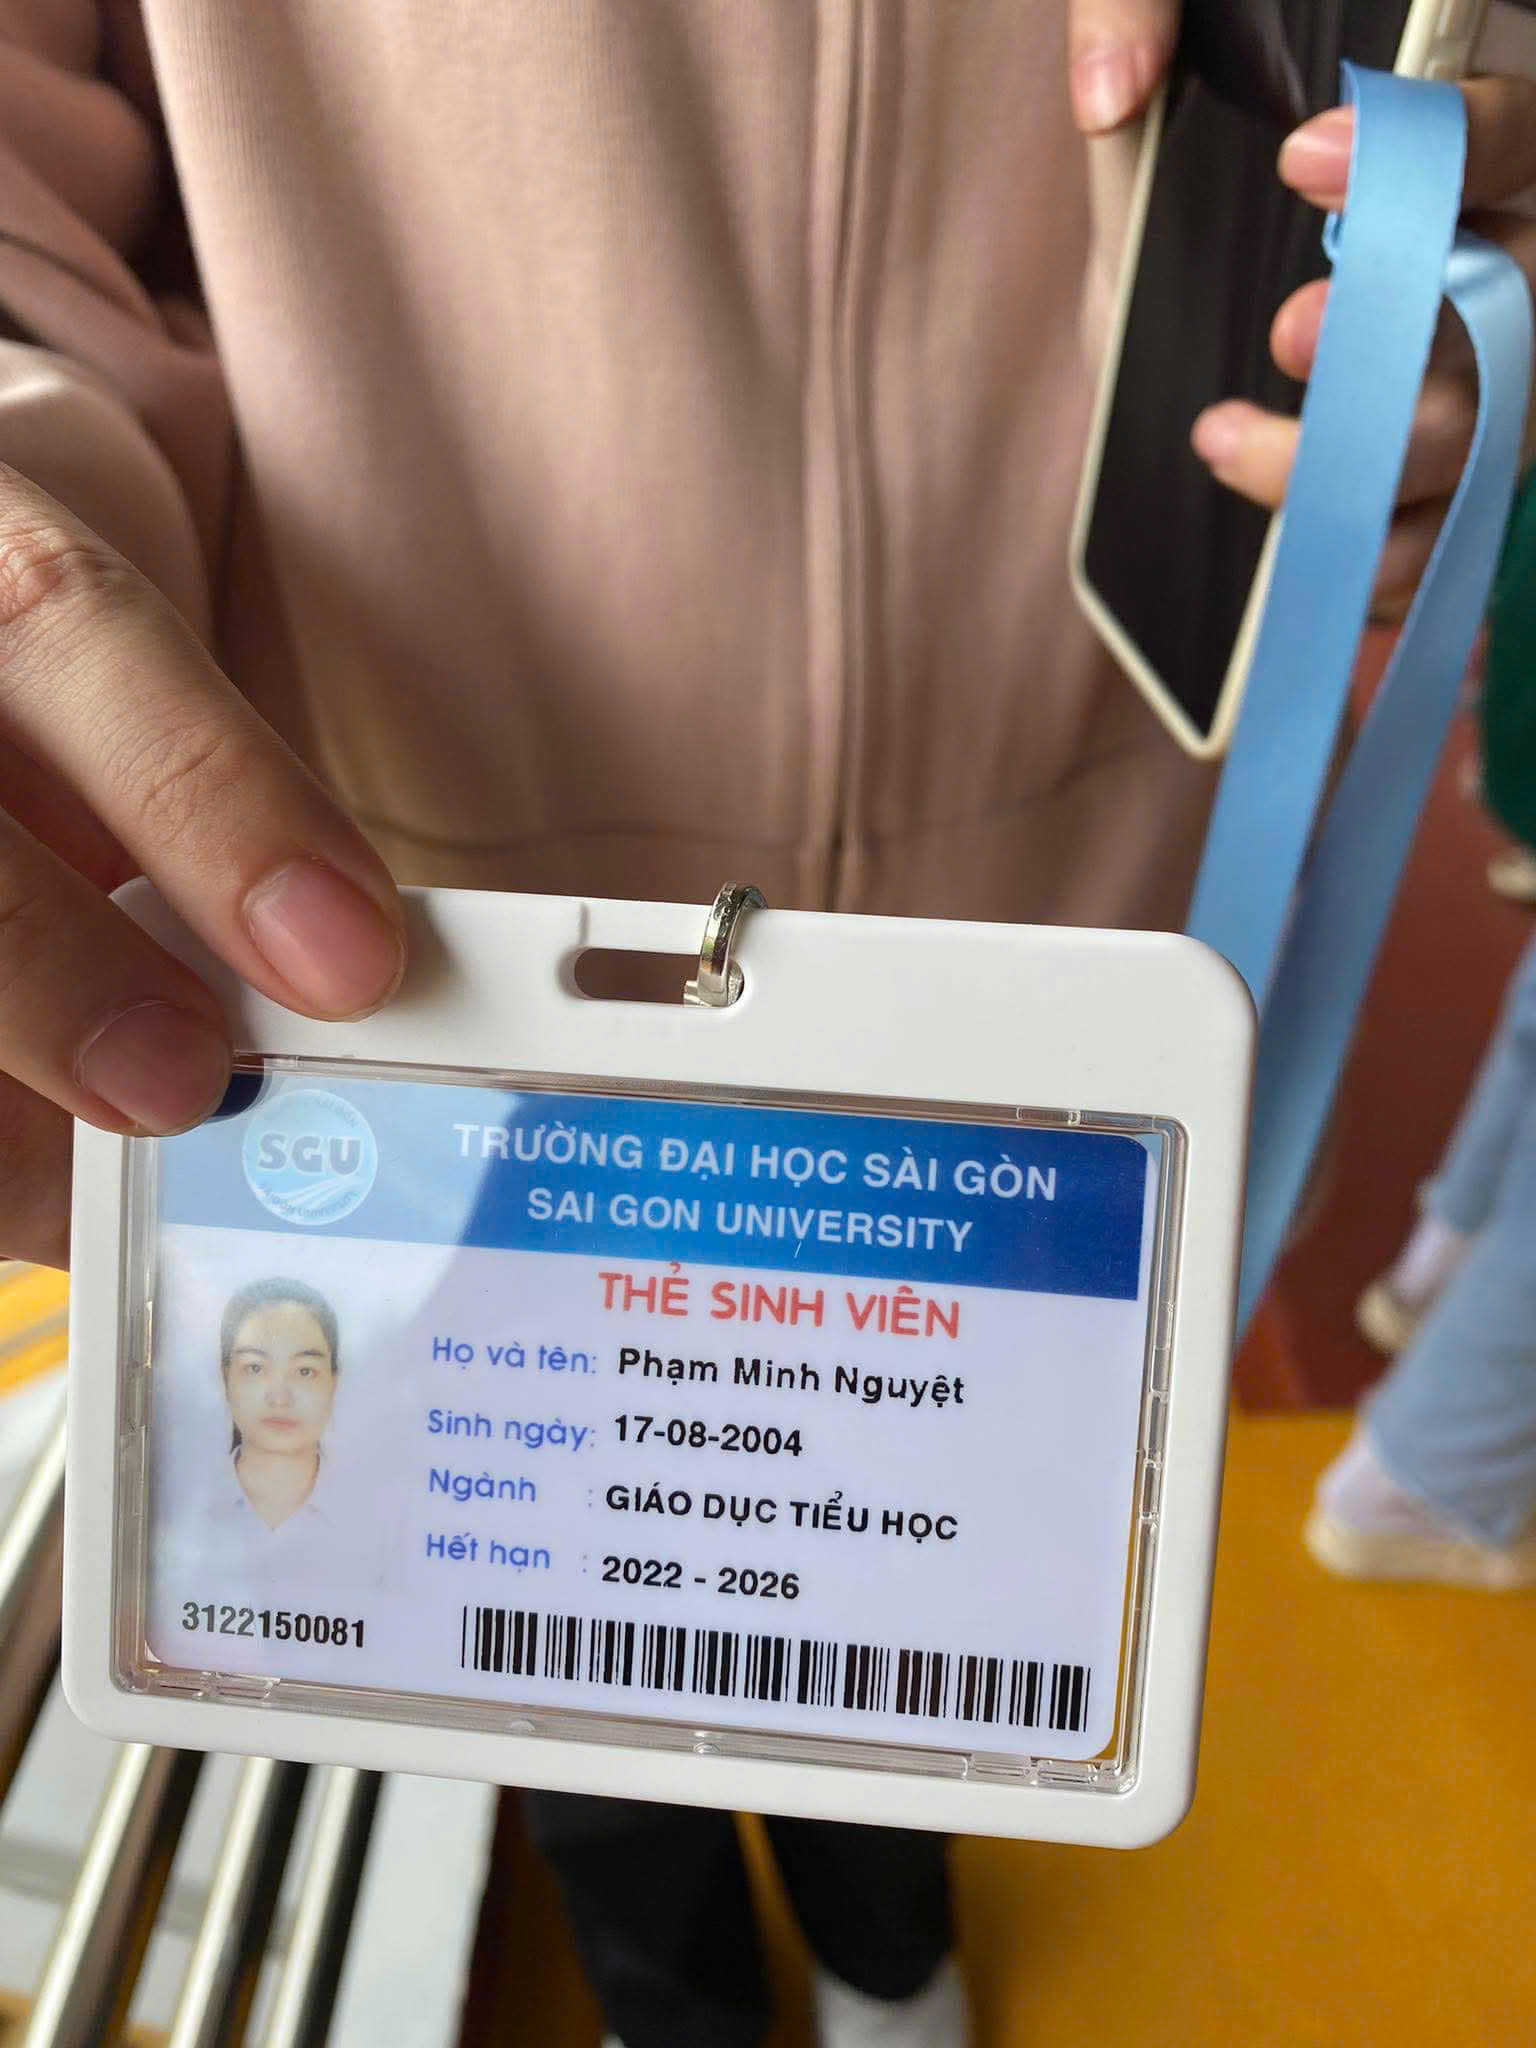 SGU
TRƯỜNG ĐẠI HỌC SÀI GÒN
SAI GON UNIVERSITY
THẺ SINH VIÊN
Họ và tên: Phạm Minh Nguyệt
Sinh ngày: 17-08-2004
Ngành : GIÁO DỤC TIỂU HỌC
Hết hạn : 2022 - 2026
3122150081